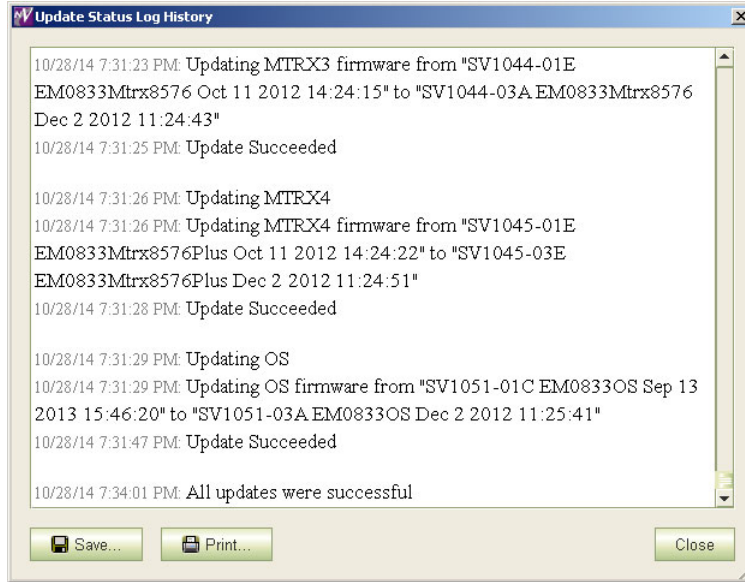 Update Status Log History
10/28/14 7:31:23 PM: Updating MTRX3 firmware from "SV1044-01E
EM0833Mtrx8576 Oct 11 2012 14:24:15" to "SV1044-03A EM0833Mtrx8576
Dec 2 2012 11:24:43"
10/28/14 7:31:25 PM: Update Succeeded
10/28/14 7:31:26 PM: Updating MTRX4
10/28/14 7:31:26 PM: Updating MTRX4 firmware from "SV1045-01E
EM0833Mtrx8576Plus Oct 11 2012 14:24:22" to "SV1045-03E
EM0833Mtrx8576Plus Dec 2 2012 11:24:51"
10/28/14 7:31:28 PM: Update Succeeded
10/28/14 7:31:29 PM: Updating OS
10/28/14 7:31:29 PM: Updating OS firmware from "SV1051-01C EM0833OS Sep 13
2013 15:46:20" to "SV1051-03A EM0833OS Dec 2 2012 11:25:41"
10/28/14 7:31:47 PM: Update Succeeded
10/28/14 7:34:01 PM: All updates were successful
Save... Print... Close